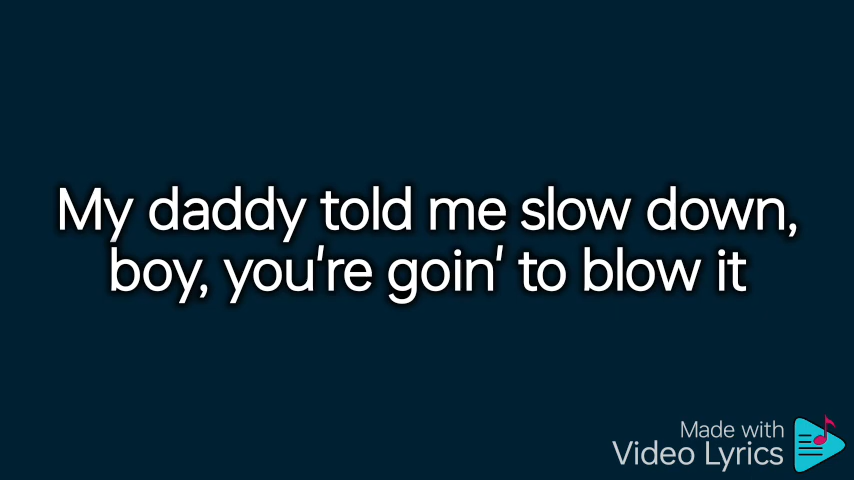 My daddy told me slow down,
boy, you're goin' to blow it
Made with
Video Lyrics